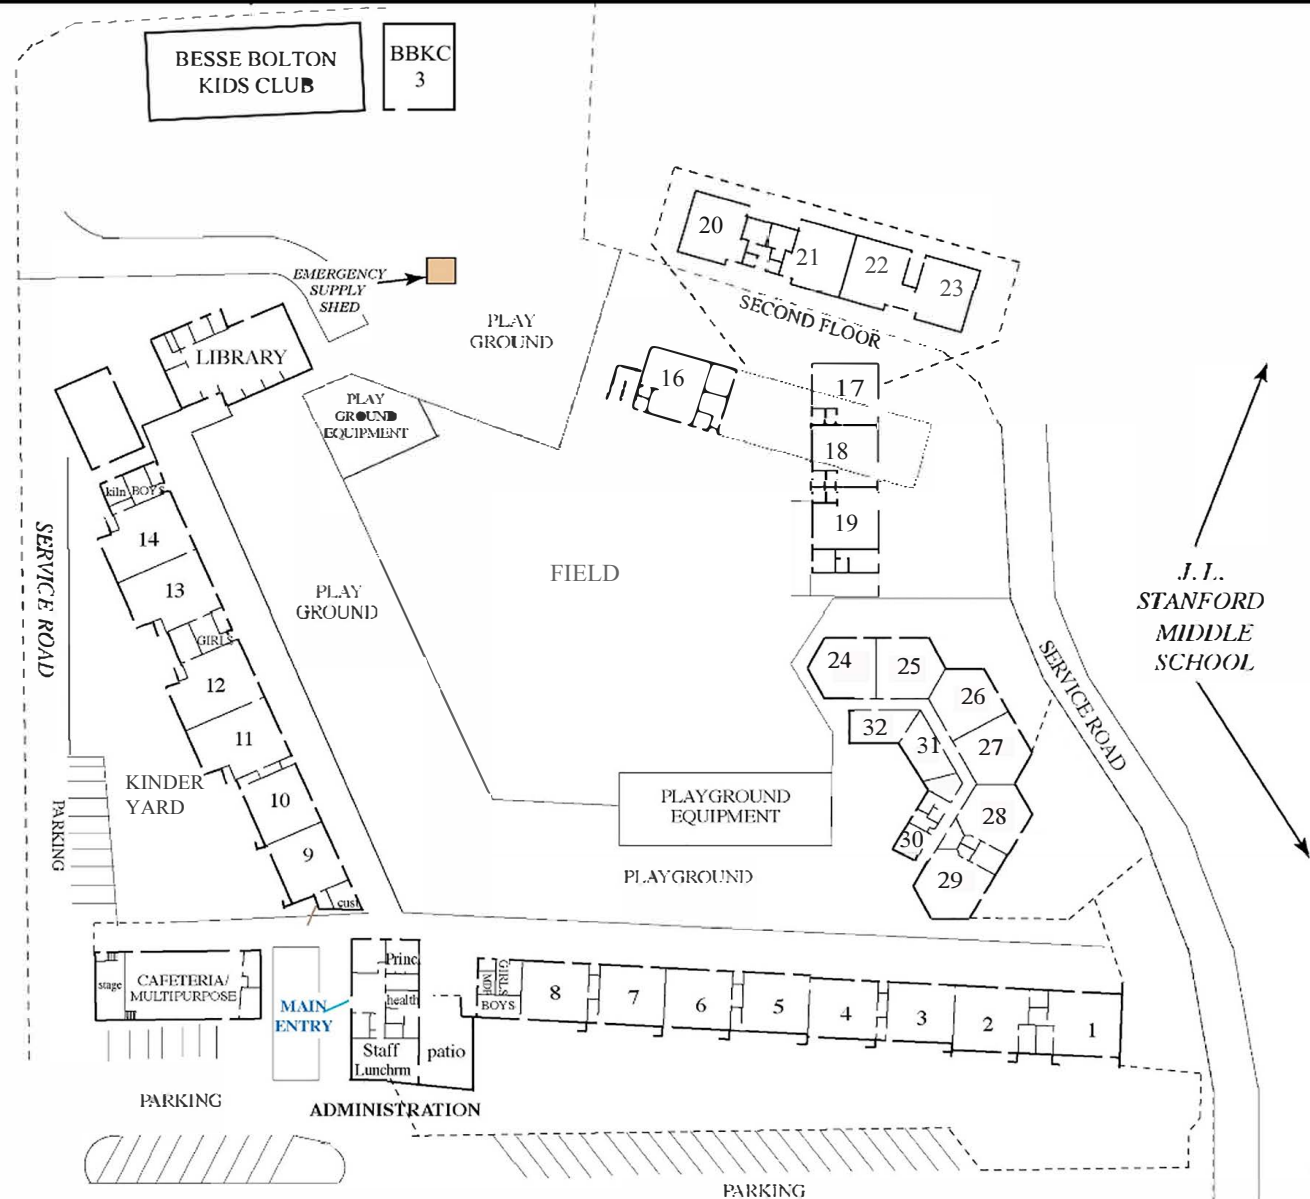 BESSE BOLTON
KIDS CLUB
BBKC
3
20
21
22
23
SECOND FLOOR
EMERGENCY
SUPPLY
SHED
PLAY
GROUND
LIBRARY
16
17
PLAY
GROUND
EQUIPMENT
18
kiln
BOYS
19
14
SERVICE ROAD
FIELD
13
PLAY
GROUND
J. L.
STANFORD
MIDDLE
SCHOOL
GIRLS
24
25
SERVICE ROAD
12
26
32
31
27
11
KINDER
YARD
10
PLAYGROUND
EQUIPMENT
28
PARKING
30
9
PLAYGROUND
29
cust
Princ
stage
CAFETERIA/
MULTIPURPOSE
MAIN
ENTRY
health
MDF
GIRLS
BOYS
8
7
6
5
4
3
2
1
Staff
Lunchrm
patio
PARKING
ADMINISTRATION
PARKING